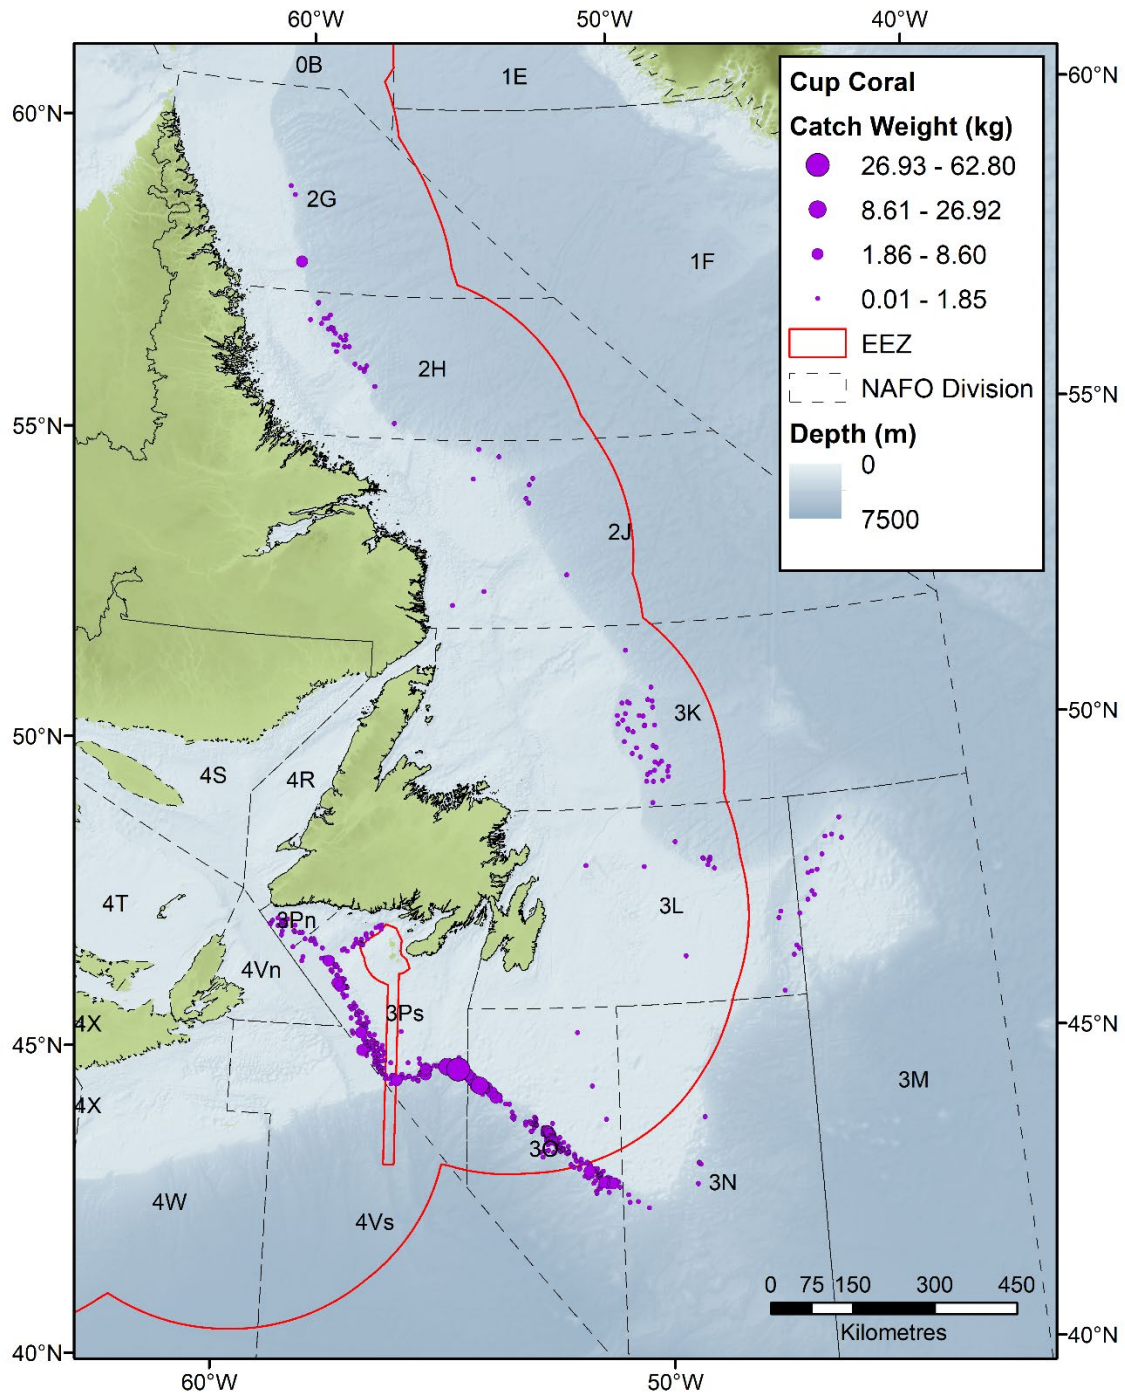 60°W
50°W
40°W
0B
1E
60°N
60°N
Cup Coral
Catch Weight (kg)
26.93 - 62.80
8.61 - 26.92
1.86 - 8.60
0.01 - 1.85
EEZ
NAFO Division
Depth (m)
0
7500
2G
1F
2H
55°N
55°N
2J
3K
50°N
50°N
4S
4R
4T
3Pn
3L
4Vn
3Ps
4X
45°N
45°N
4X
3M
3O
3N
4W
4Vs
0 75 150 300 450
Kilometres
40°N
40°N
60°W
50°W